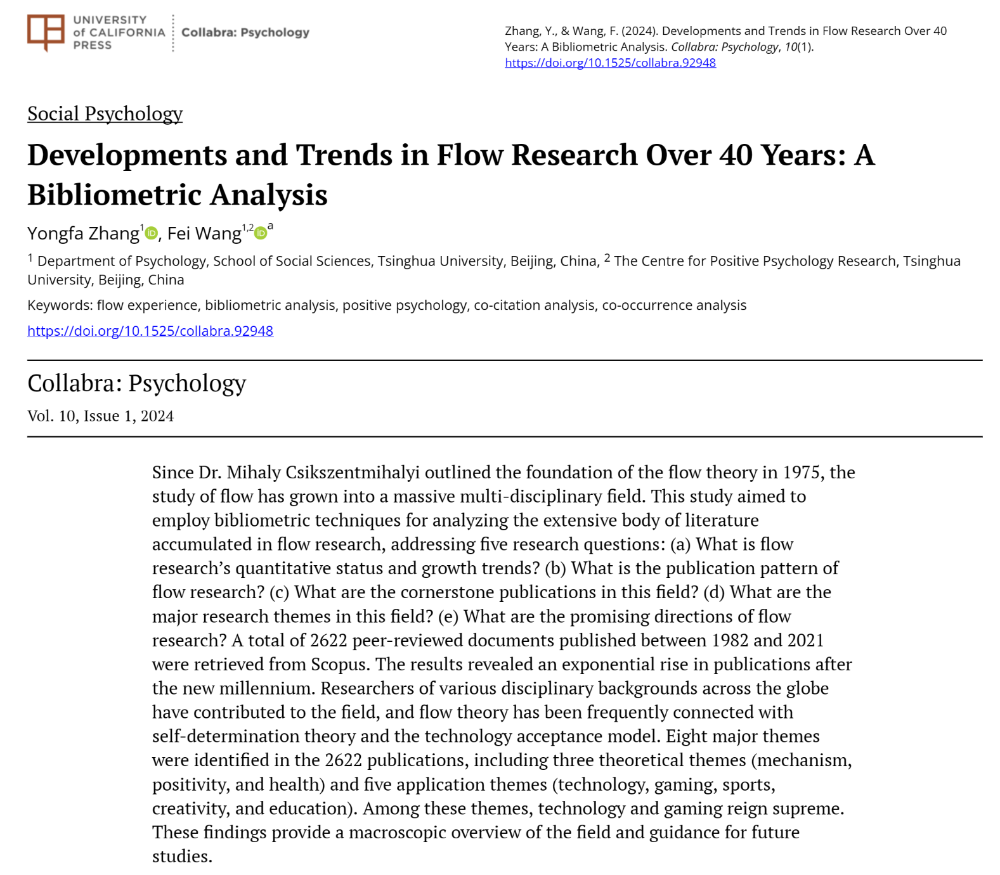 UNIVERSITY
of CALIFORNIA
PRESS
Collabra: Psychology
Zhang, Y., & Wang, F. (2024). Developments and Trends in Flow Research Over 40
Years: A Bibliometric Analysis. Collabra: Psychology, 10(1).
https://doi.org/10.1525/collabra.92948
Social Psychology
Developments and Trends in Flow Research Over 40 Years: A
Bibliometric Analysis
Yongfa Zhang1 iD, Fei Wang1,2 iD a
1 Department of Psychology, School of Social Sciences, Tsinghua University, Beijing, China, 2 The Centre for Positive Psychology Research, Tsinghua
University, Beijing, China
Keywords: flow experience, bibliometric analysis, positive psychology, co-citation analysis, co-occurrence analysis
https://doi.org/10.1525/collabra.92948
Collabra: Psychology
Vol. 10, Issue 1, 2024
Since Dr. Mihaly Csikszentmihalyi outlined the foundation of the flow theory in 1975, the
study of flow has grown into a massive multi-disciplinary field. This study aimed to
employ bibliometric techniques for analyzing the extensive body of literature
accumulated in flow research, addressing five research questions: (a) What is flow
research’s quantitative status and growth trends? (b) What is the publication pattern of
flow research? (c) What are the cornerstone publications in this field? (d) What are the
major research themes in this field? (e) What are the promising directions of flow
research? A total of 2622 peer-reviewed documents published between 1982 and 2021
were retrieved from Scopus. The results revealed an exponential rise in publications after
the new millennium. Researchers of various disciplinary backgrounds across the globe
have contributed to the field, and flow theory has been frequently connected with
self-determination theory and the technology acceptance model. Eight major themes
were identified in the 2622 publications, including three theoretical themes (mechanism,
positivity, and health) and five application themes (technology, gaming, sports,
creativity, and education). Among these themes, technology and gaming reign supreme.
These findings provide a macroscopic overview of the field and guidance for future
studies.